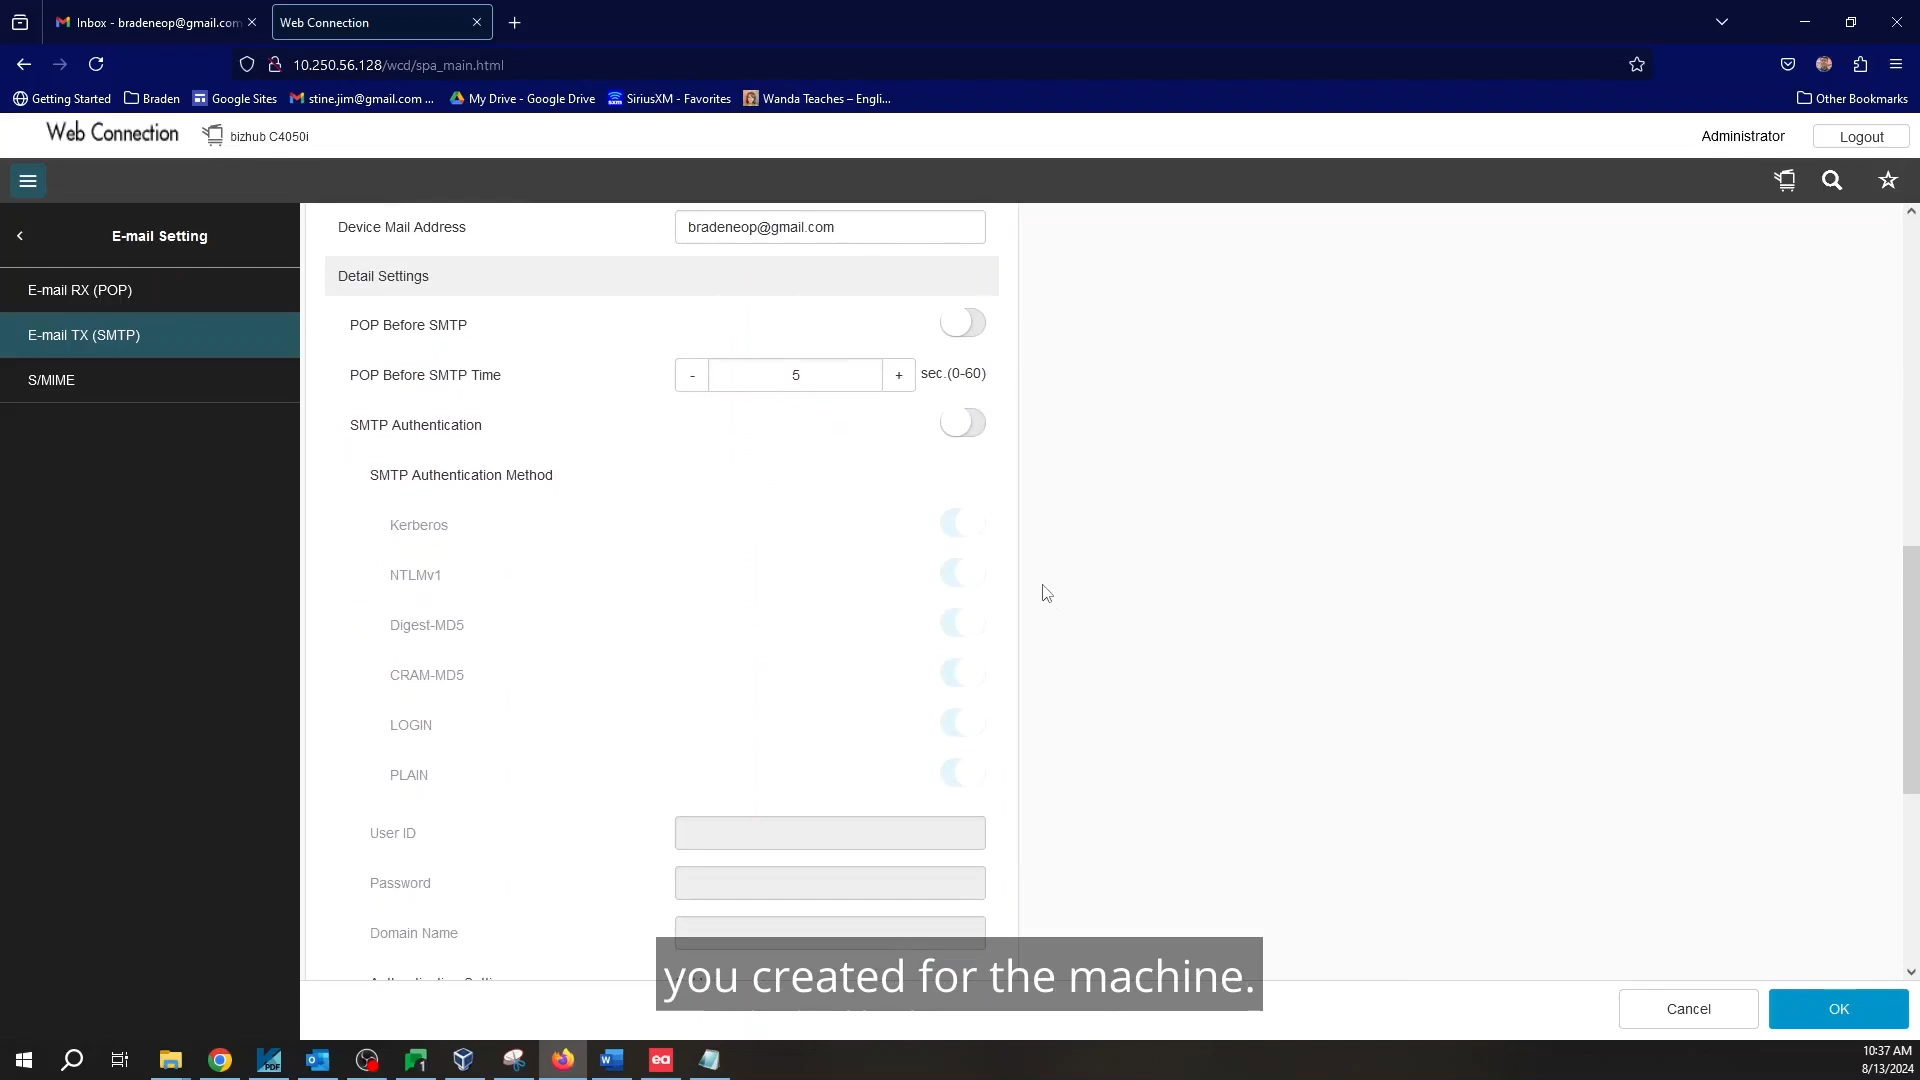 Inbox - bradeneop@gmail.com
Web Connection
10.250.56.128/wcd/spa_main.html
Getting Started
Braden
Google Sites
stine.jim@gmail.com ...
My Drive - Google Drive
SiriusXM - Favorites
Wanda Teaches – Engli...
Other Bookmarks
Web Connection
bizhub C4050i
Administrator
Logout
E-mail Setting
E-mail RX (POP)
E-mail TX (SMTP)
S/MIME
Device Mail Address
bradeneop@gmail.com
Detail Settings
POP Before SMTP
POP Before SMTP Time
- 5 +
sec.(0-60)
SMTP Authentication
SMTP Authentication Method
Kerberos
NTLMv1
Digest-MD5
CRAM-MD5
LOGIN
PLAIN
User ID
Password
Domain Name
you created for the machine.
Cancel
OK
10:37 AM
8/13/2024